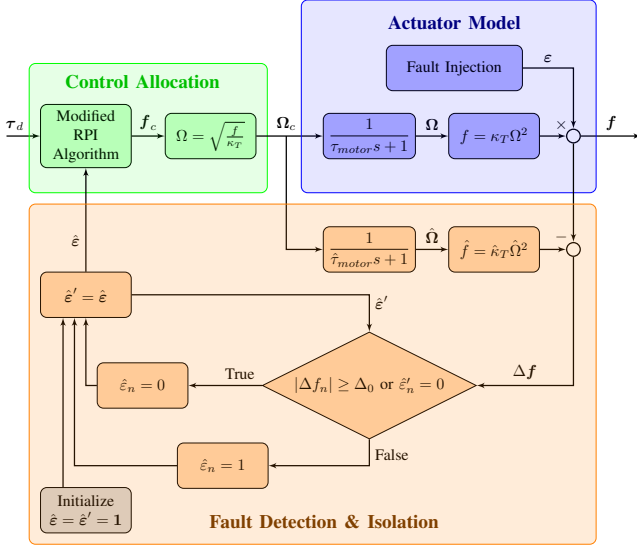 Actuator Model
Fault Injection
ε
Control Allocation
τ_d
Modified
RPI
Algorithm
f_c
Ω = √(f/κ_T)
Ω_c
1/(τ_motor s + 1)
Ω
f = κ_T Ω²
×
f
ε̂
1/(τ̂_motor s + 1)
Ω̂
f̂ = κ̂_T Ω̂²
−
ε̂′ = ε̂
ε̂′
|Δf_n| ≥ Δ_0 or ε̂′_n = 0
Δf
True
ε̂_n = 0
False
ε̂_n = 1
Initialize
ε̂ = ε̂′ = 1
Fault Detection & Isolation